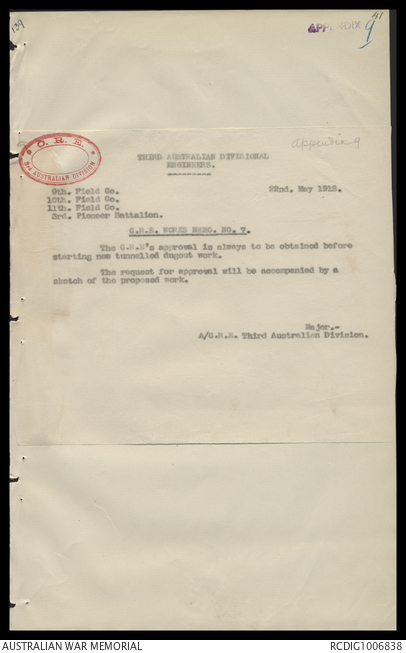 139
APPENDIX 9
41
appendix 9
C.R.E.
3rd AUSTRALIAN DIVISION
THIRD AUSTRALIAN DIVISIONAL
ENGINEERS.
9th. Field Co.
22nd. May 1918.
10th. Field Co.
11th. Field Co.
3rd. Pioneer Battalion.
C.R.E. WORKS MEMO. NO. 7.
The C.R.E's approval is always to be obtained before
starting new tunnelled dugout work.
The request for approval will be accompanied by a
sketch of the proposed work.
Major.-
A/C.R.E. Third Australian Division.
AUSTRALIAN WAR MEMORIAL
RCDIG1006838